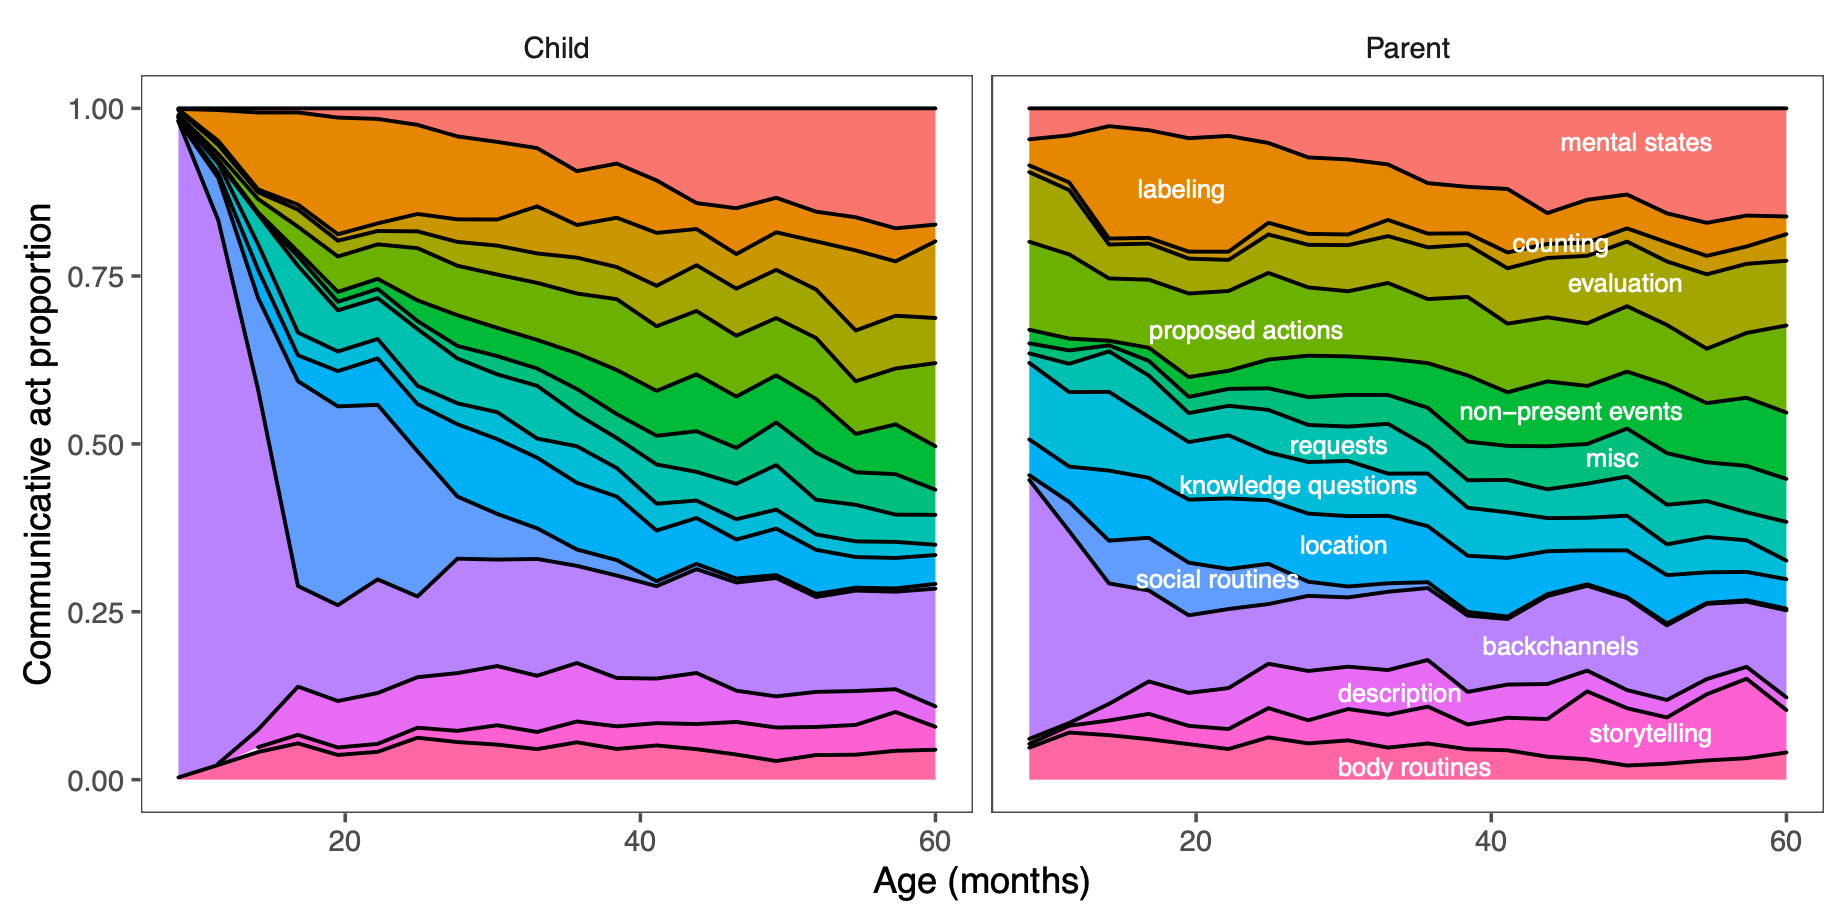 Child
Parent
Communicative act proportion
1.00
0.75
0.50
0.25
0.00
mental states
labeling
counting
evaluation
proposed actions
non−present events
requests
misc
knowledge questions
location
social routines
backchannels
description
storytelling
body routines
20
40
60
20
40
60
Age (months)